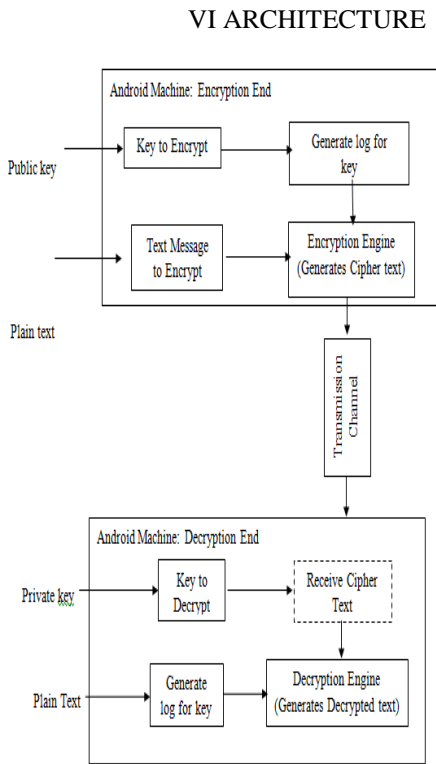 VI ARCHITECTURE
Android Machine: Encryption End
Public key
Key to Encrypt
Generate log for
key
Plain text
Text Message
to Encrypt
Encryption Engine
(Generates Cipher text)
Transmission
Channel
Android Machine: Decryption End
Private key
Key to
Decrypt
Receive Cipher
Text
Plain Text
Generate
log for key
Decryption Engine
(Generates Decrypted text)